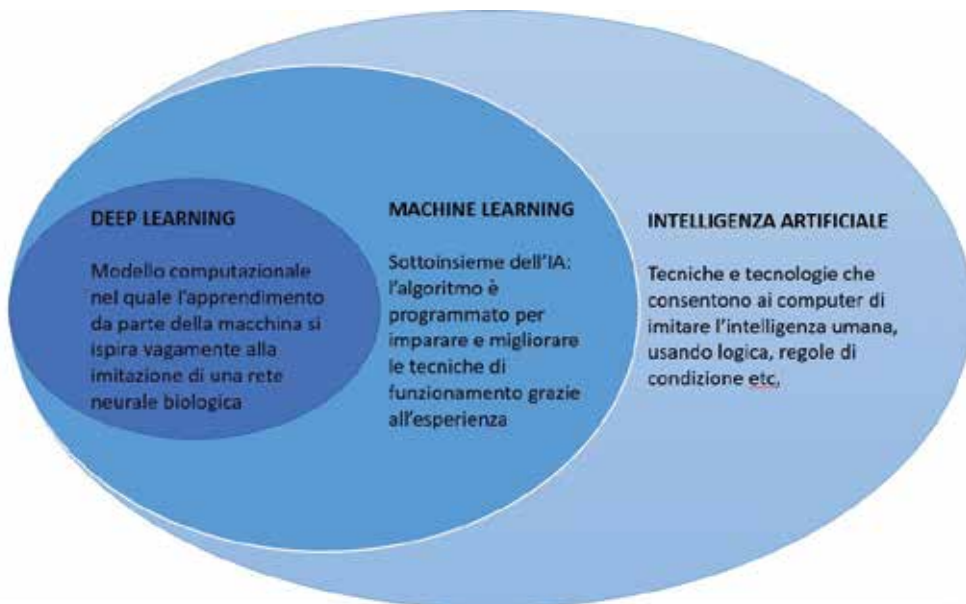 DEEP LEARNING
Modello computazionale
nel quale l'apprendimento
da parte della macchina si
ispira vagamente alla
imitazione di una rete
neurale biologica
MACHINE LEARNING
Sottoinsieme dell'IA:
l'algoritmo è
programmato per
imparare e migliorare
le tecniche di
funzionamento grazie
all'esperienza
INTELLIGENZA ARTIFICIALE
Tecniche e tecnologie che
consentono ai computer di
imitare l'intelligenza umana,
usando logica, regole di
condizione etc,